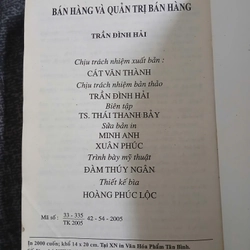 BÁN HÀNG VÀ QUẢN TRỊ BÁN HÀNG
TRẦN ĐÌNH HẢI
Chịu trách nhiệm xuất bản :
CÁT VĂN THÀNH
Chịu trách nhiệm bản thảo
TRẦN ĐÌNH HẢI
Biên tập
TS. THÁI THANH BẢY
Sửa bản in
MINH ANH
XUÂN PHÚC
Trình bày mỹ thuật
ĐÀM THÚY NGÂN
Thiết kế bìa
HOÀNG PHÚC LỘC
33 - 335
Mã số : 42 - 54 - 2005
TK 2005
In 2000 cuốn; khổ 14 x 20 cm. Tại XN in Văn Hóa Phẩm Tân Bình.